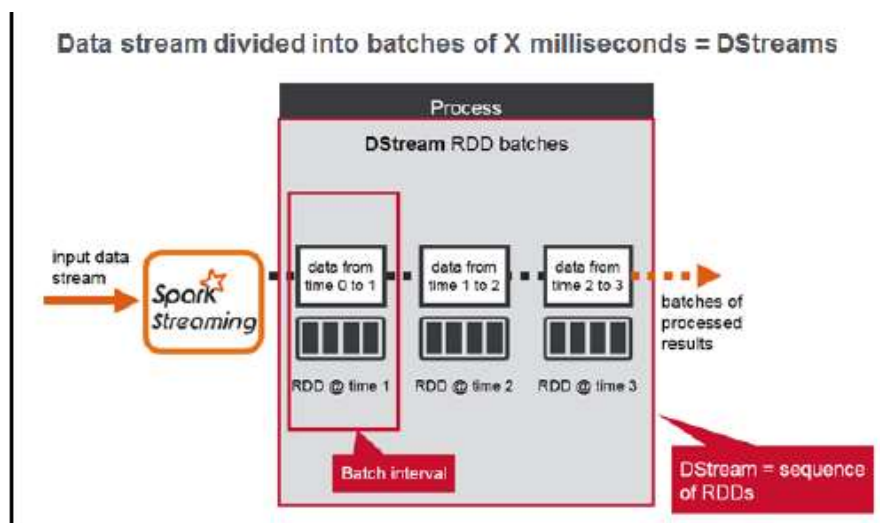 Data stream divided into batches of X milliseconds = DStreams
Process
DStream RDD batches
input data
stream
Spark
Streaming
data from
time 0 to 1
data from
time 1 to 2
data from
time 2 to 3
batches of
processed
results
RDD @ time 1
RDD @ time 2
RDD @ time 3
Batch interval
DStream = sequence
of RDDs